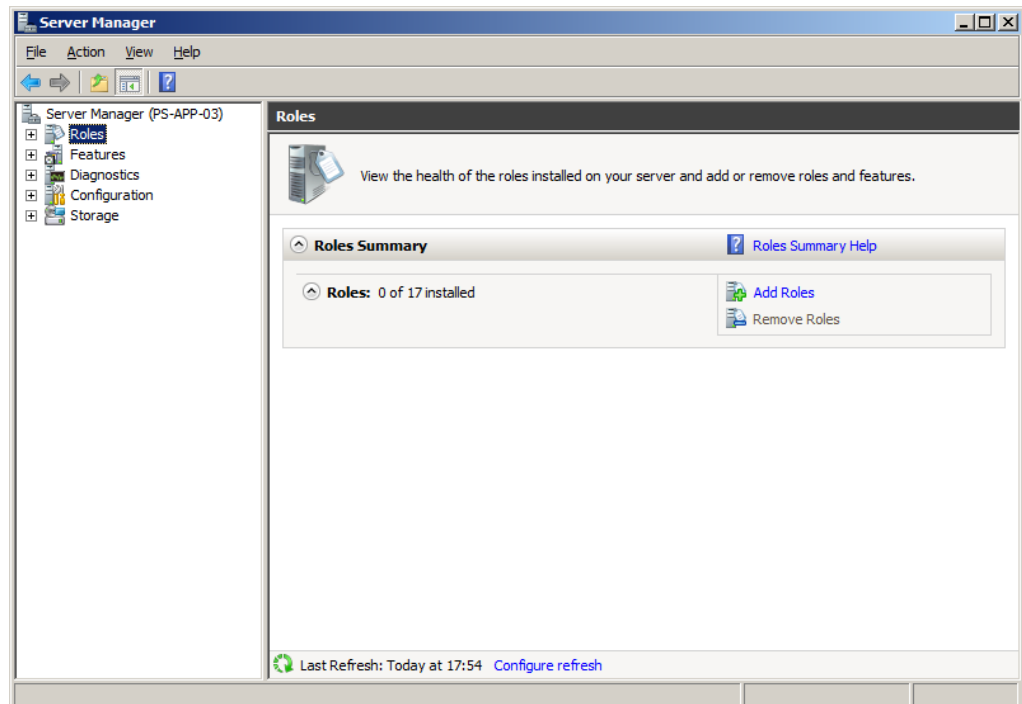 Server Manager
File Action View Help
Server Manager (PS-APP-03)
Roles
Features
Diagnostics
Configuration
Storage
Roles
View the health of the roles installed on your server and add or remove roles and features.
Roles Summary
Roles Summary Help
Roles: 0 of 17 installed
Add Roles
Remove Roles
Last Refresh: Today at 17:54 Configure refresh